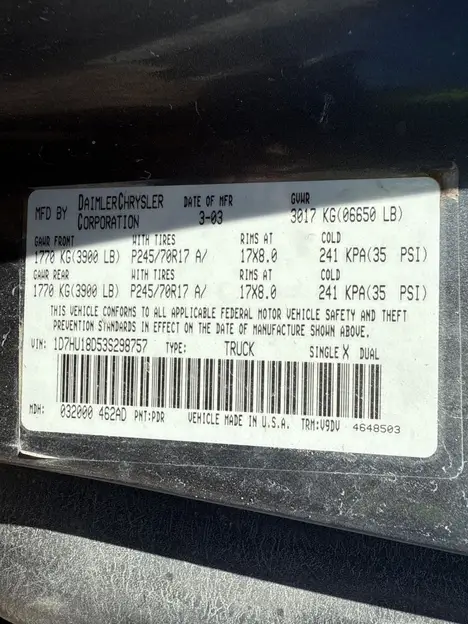 MFD BY DAIMLERCHRYSLER CORPORATION DATE OF MFR 3-03 GVWR 3017 KG(06650 LB)
GAWR FRONT WITH TIRES RIMS AT COLD
1770 KG(3900 LB) P245/70R17 A/ 17X8.0 241 KPA(35 PSI)
GAWR REAR WITH TIRES RIMS AT COLD
1770 KG(3900 LB) P245/70R17 A/ 17X8.0 241 KPA(35 PSI)
THIS VEHICLE CONFORMS TO ALL APPLICABLE FEDERAL MOTOR VEHICLE SAFETY AND THEFT
PREVENTION STANDARDS IN EFFECT ON THE DATE OF MANUFACTURE SHOWN ABOVE.
VIN: 1D7HU18D53S298757 TYPE: TRUCK SINGLE X DUAL
MDH: 032000 462AD PNT:PDR VEHICLE MADE IN U.S.A. TRM:V9DV 4648503